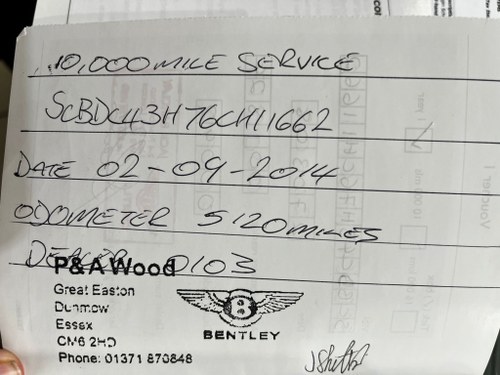 10,000 MILE SERVICE
SCBDC43H76CH11662
DATE 02-09-2014
ODOMETER 5120 MILES
DEALER 0103
P&A Wood
Great Easton
Dunmow
Essex
CM6 2HD
Phone: 01371 870848
B
BENTLEY